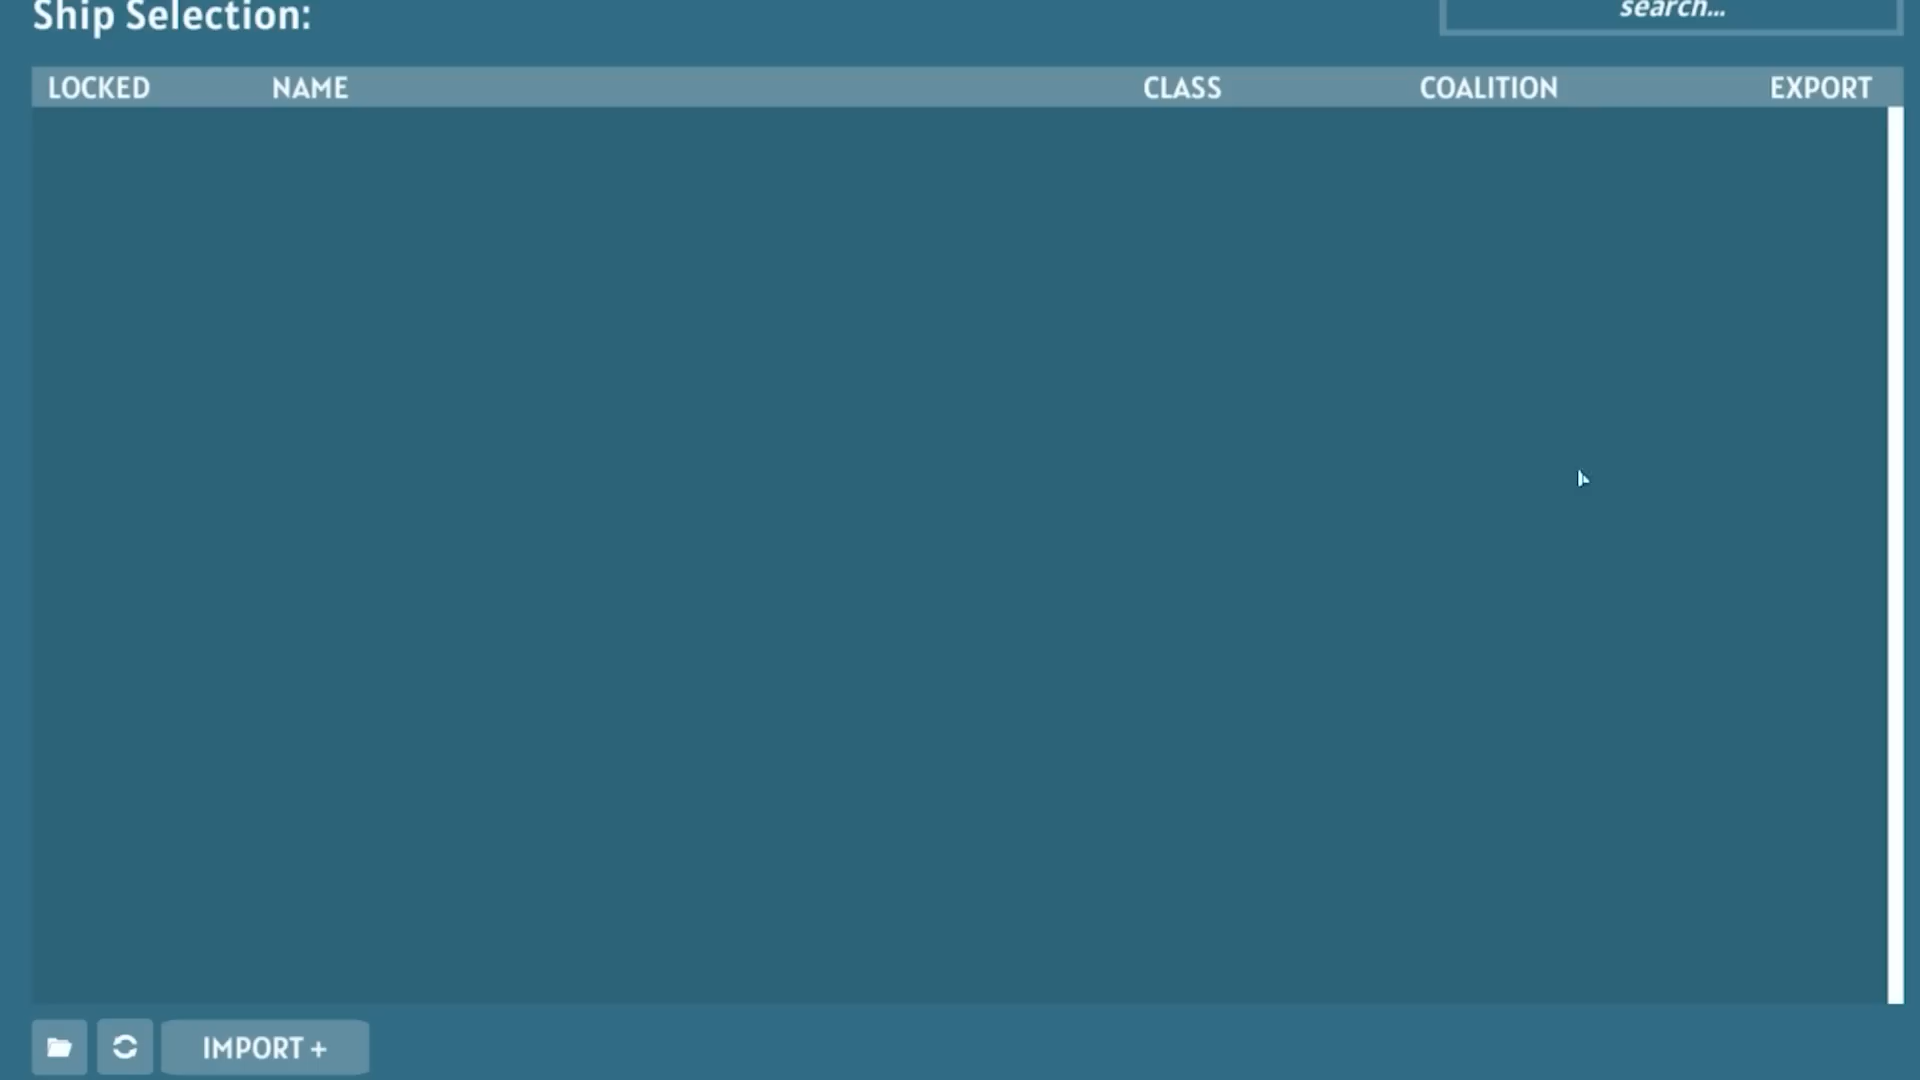 Ship Selection:
search...
LOCKED NAME CLASS COALITION EXPORT
IMPORT +